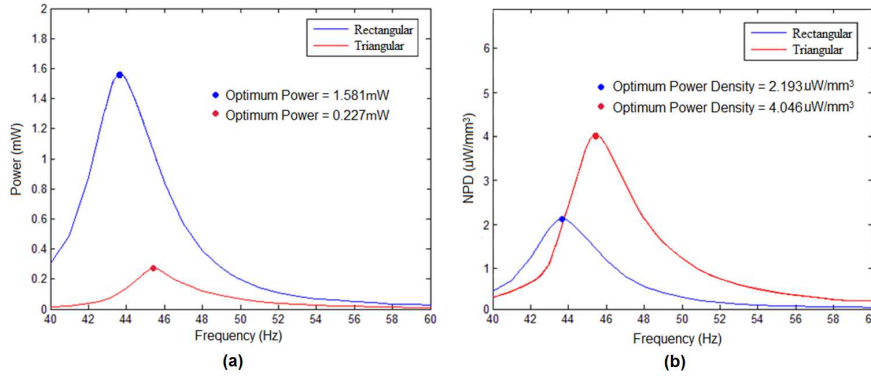 2
1.8
1.6
1.4
1.2
1
0.8
0.6
0.4
0.2
0
Power (mW)
Rectangular
Triangular
Optimum Power = 1.581mW
Optimum Power = 0.227mW
40 42 44 46 48 50 52 54 56 58 60
Frequency (Hz)
(a)
6
5
4
3
2
1
0
NPD (uW/mm³)
Rectangular
Triangular
Optimum Power Density = 2.193uW/mm³
Optimum Power Density = 4.046uW/mm³
40 42 44 46 48 50 52 54 56 58 60
Frequency (Hz)
(b)